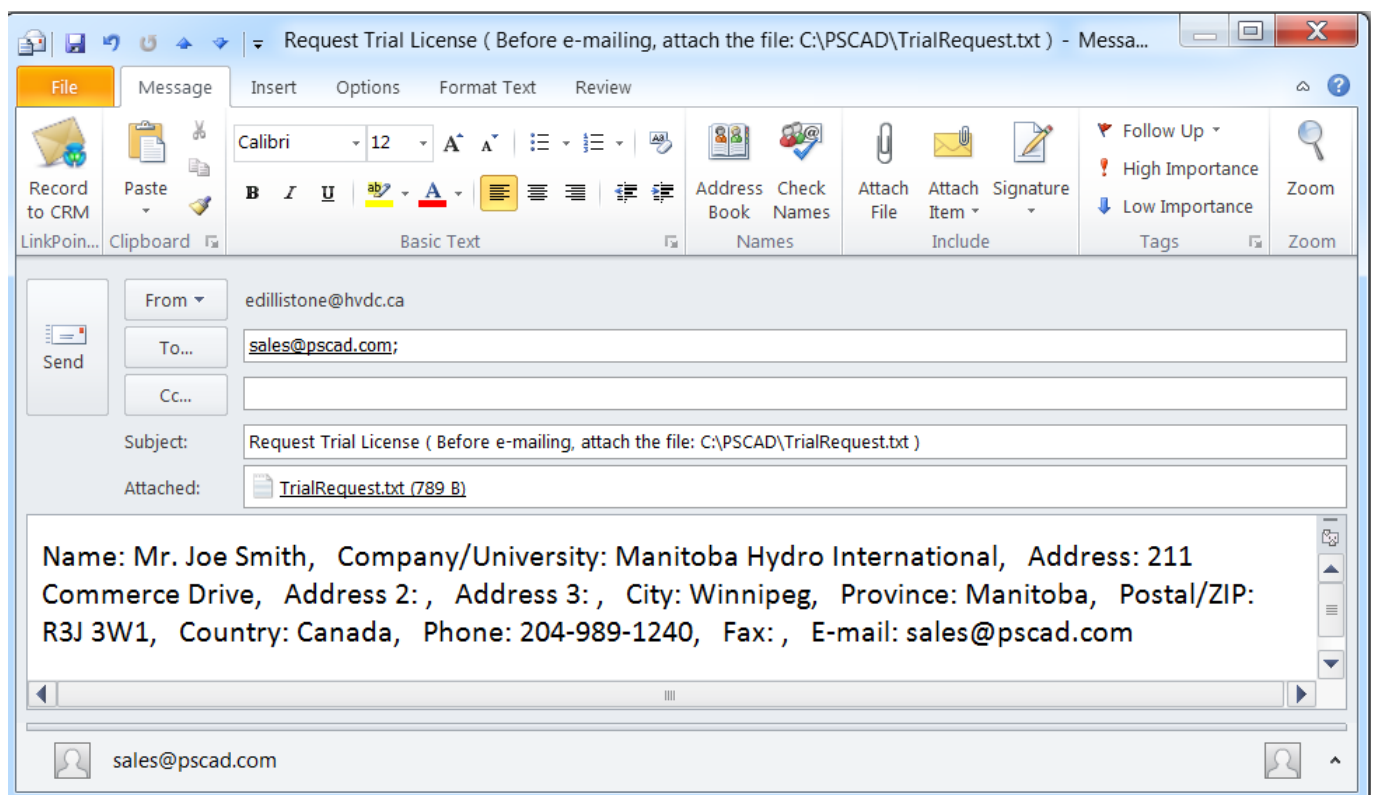 Request Trial License ( Before e-mailing, attach the file: C:\PSCAD\TrialRequest.txt ) - Messa...
File Message Insert Options Format Text Review
Calibri 12 A A Follow Up
High Importance
Record to CRM Paste B I U ab A Address Book Check Names Attach File Attach Item Signature Low Importance Zoom
LinkPoin... Clipboard Basic Text Names Include Tags Zoom
From edillistone@hvdc.ca
Send To... sales@pscad.com;
Cc...
Subject: Request Trial License ( Before e-mailing, attach the file: C:\PSCAD\TrialRequest.txt )
Attached: TrialRequest.txt (789 B)
Name: Mr. Joe Smith, Company/University: Manitoba Hydro International, Address: 211
Commerce Drive, Address 2: , Address 3: , City: Winnipeg, Province: Manitoba, Postal/ZIP:
R3J 3W1, Country: Canada, Phone: 204-989-1240, Fax: , E-mail: sales@pscad.com
sales@pscad.com